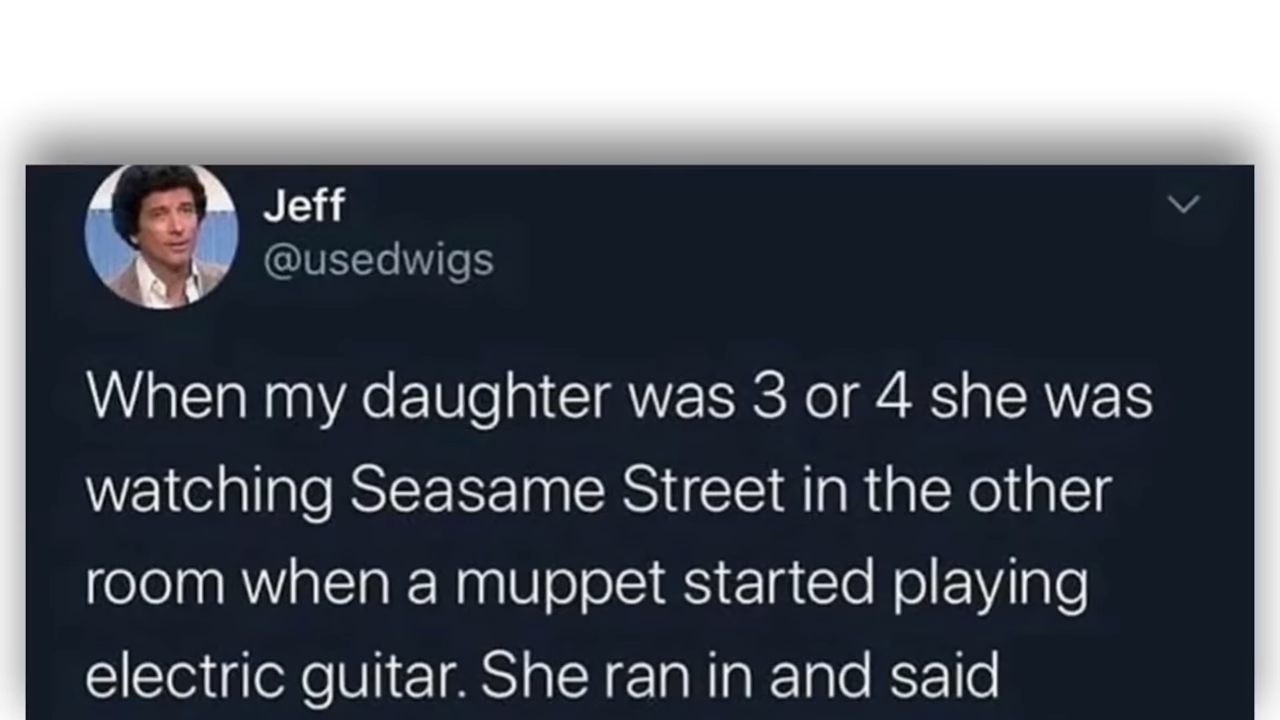 Jeff
@usedwigs
When my daughter was 3 or 4 she was
watching Seasame Street in the other
room when a muppet started playing
electric guitar. She ran in and said